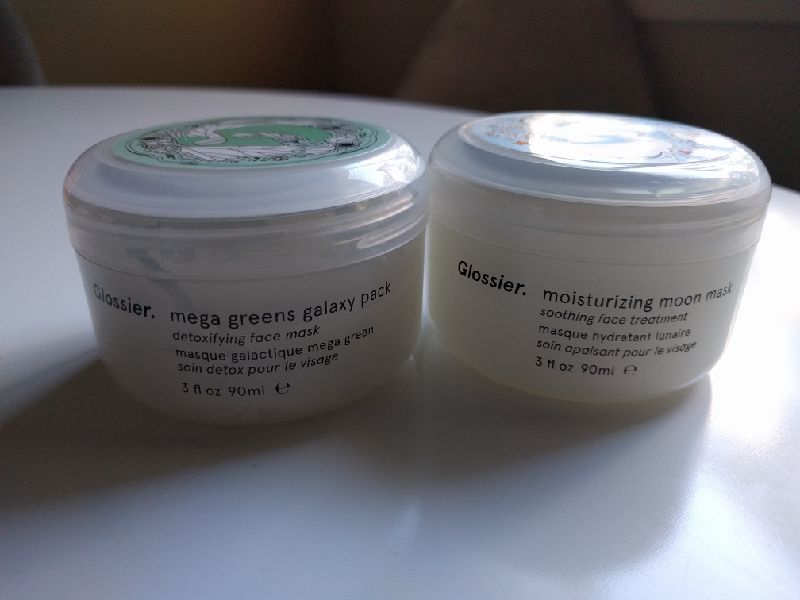 Glossier. mega greens galaxy pack
detoxifying face mask
masque galactique mega green
soin detox pour le visage
3 fl oz 90ml ℮
Glossier. moisturizing moon mask
soothing face treatment
masque hydratant lunaire
soin apaisant pour le visage
3 fl oz 90ml ℮